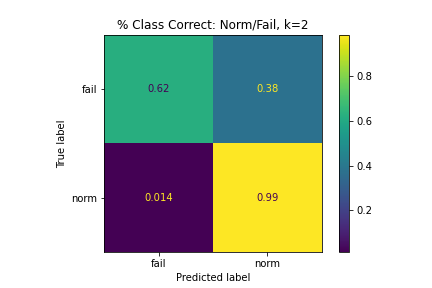 % Class Correct: Norm/Fail, k=2
True label
fail
0.62
0.38
norm
0.014
0.99
fail
norm
Predicted label
0.8
0.6
0.4
0.2